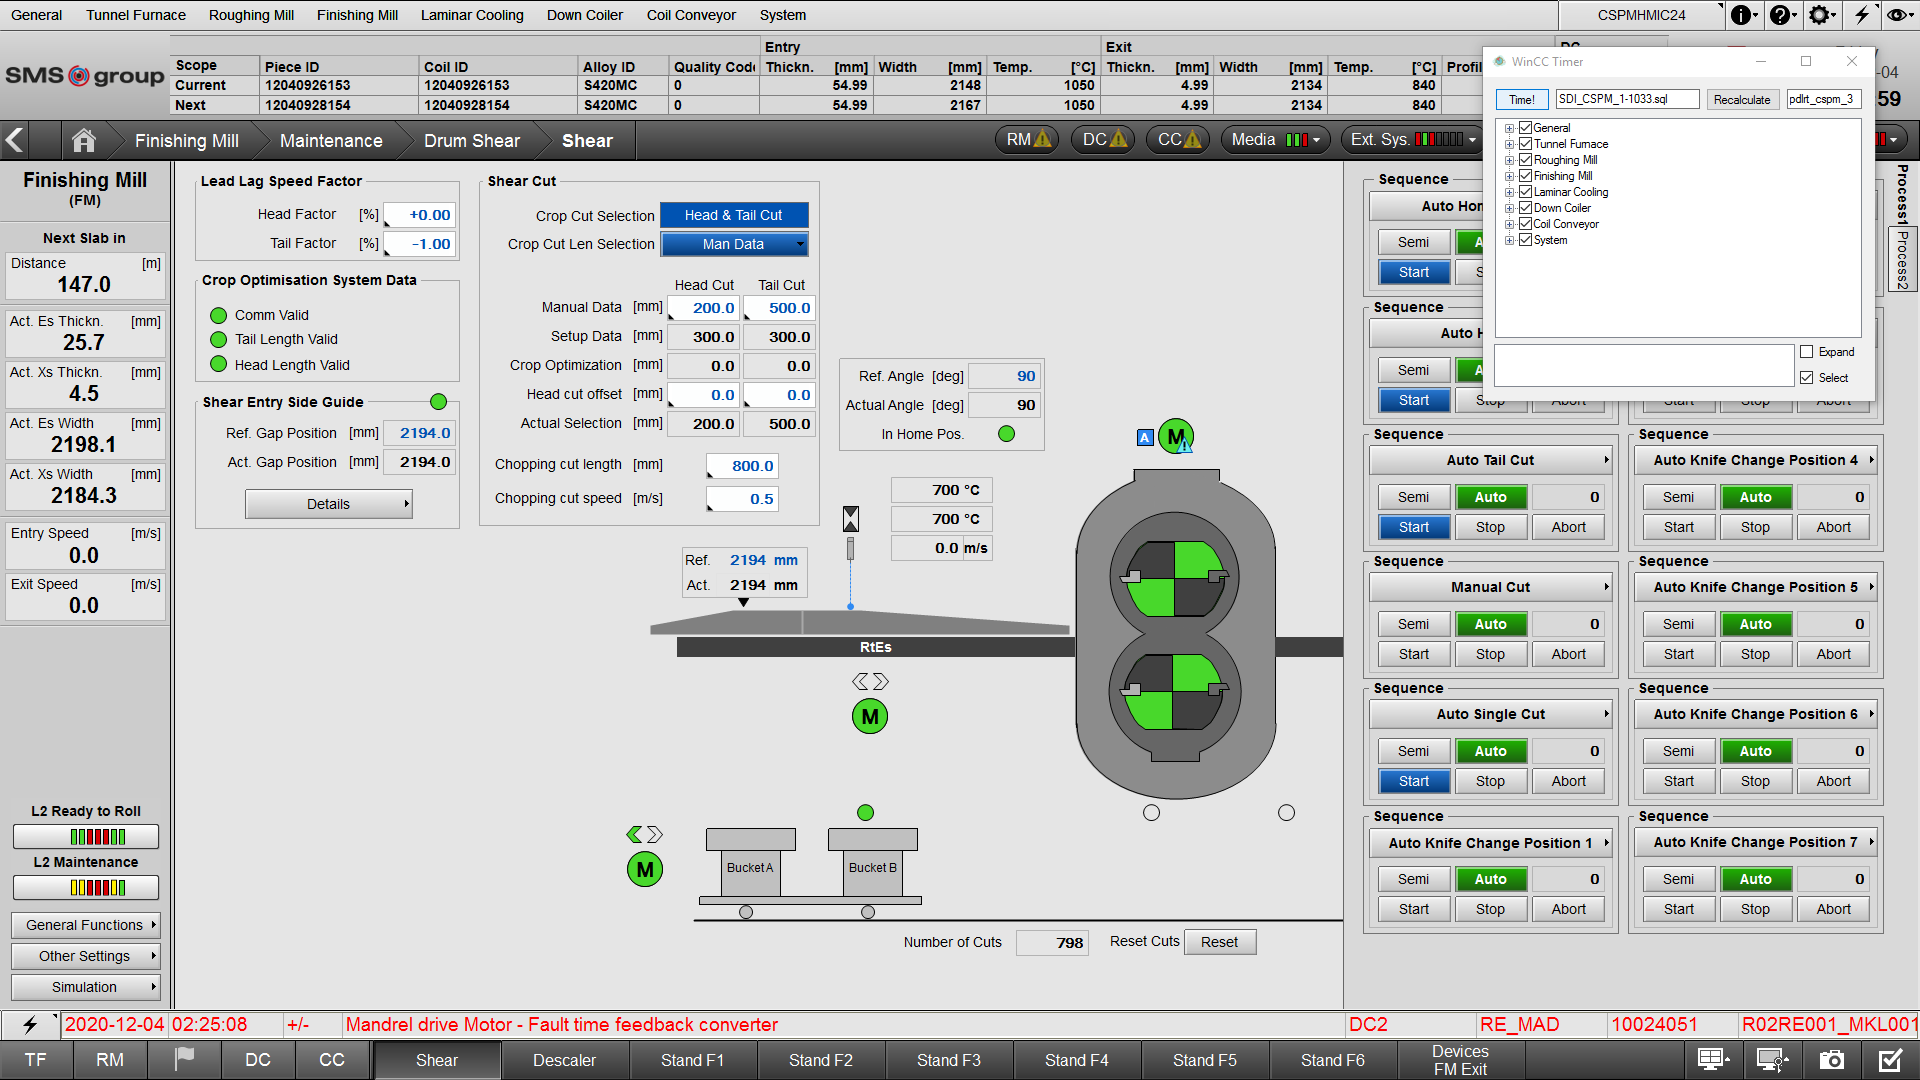 General Tunnel Furnace Roughing Mill Finishing Mill Laminar Cooling Down Coiler Coil Conveyor System CSPMHMIC24
SMS group
Entry Exit DC
Scope Piece ID Coil ID Alloy ID Quality Code Thickn. [mm] Width [mm] Temp. [°C] Thickn. [mm] Width [mm] Temp. [°C] Profil
Current 12040926153 12040926153 S420MC 0 54.99 2148 1050 4.99 2134 840
Next 12040928154 12040928154 S420MC 0 54.99 2167 1050 4.99 2134 840
-04
59
Finishing Mill Maintenance Drum Shear Shear RM DC CC Media Ext. Sys.
WinCC Timer
Time! SDI_CSPM_1-1033.sql Recalculate pdlrt_cspm_3
General
Tunnel Furnace
Roughing Mill
Finishing Mill
Laminar Cooling
Down Coiler
Coil Conveyor
System
Expand
Select
Process1
Process2
Finishing Mill
(FM)
Next Slab in
Distance [m]
147.0
Act. Es Thickn. [mm]
25.7
Act. Xs Thickn. [mm]
4.5
Act. Es Width [mm]
2198.1
Act. Xs Width [mm]
2184.3
Entry Speed [m/s]
0.0
Exit Speed [m/s]
0.0
L2 Ready to Roll
L2 Maintenance
General Functions
Other Settings
Simulation
Lead Lag Speed Factor
Head Factor [%] +0.00
Tail Factor [%] -1.00
Crop Optimisation System Data
Comm Valid
Tail Length Valid
Head Length Valid
Shear Entry Side Guide
Ref. Gap Position [mm] 2194.0
Act. Gap Position [mm] 2194.0
Details
Shear Cut
Crop Cut Selection Head & Tail Cut
Crop Cut Len Selection Man Data
Head Cut Tail Cut
Manual Data [mm] 200.0 500.0
Setup Data [mm] 300.0 300.0
Crop Optimization [mm] 0.0 0.0
Head cut offset [mm] 0.0 0.0
Actual Selection [mm] 200.0 500.0
Chopping cut length [mm] 800.0
Chopping cut speed [m/s] 0.5
Ref. Angle [deg] 90
Actual Angle [deg] 90
In Home Pos.
A M
700 °C
700 °C
0.0 m/s
Ref. 2194 mm
Act. 2194 mm
RtEs
M
M
Bucket A Bucket B
Number of Cuts 798 Reset Cuts Reset
Sequence
Auto Hom
Semi A
Start S
Sequence
Auto H
Semi A
Start Stop Abort Start Stop Abort
Sequence Sequence
Auto Tail Cut Auto Knife Change Position 4
Semi Auto 0 Semi Auto 0
Start Stop Abort Start Stop Abort
Sequence Sequence
Manual Cut Auto Knife Change Position 5
Semi Auto 0 Semi Auto 0
Start Stop Abort Start Stop Abort
Sequence Sequence
Auto Single Cut Auto Knife Change Position 6
Semi Auto 0 Semi Auto 0
Start Stop Abort Start Stop Abort
Sequence Sequence
Auto Knife Change Position 1 Auto Knife Change Position 7
Semi Auto 0 Semi Auto 0
Start Stop Abort Start Stop Abort
2020-12-04 02:25:08 +/- Mandrel drive Motor - Fault time feedback converter DC2 RE_MAD 10024051 R02RE001_MKL001
TF RM DC CC Shear Descaler Stand F1 Stand F2 Stand F3 Stand F4 Stand F5 Stand F6 Devices
FM Exit